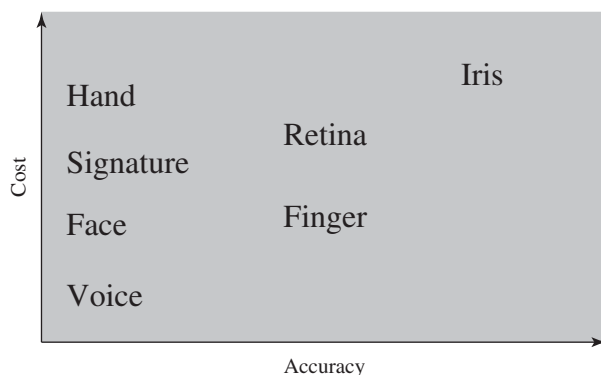 Iris
Hand
Retina
Signature
Finger
Face
Voice
Cost
Accuracy